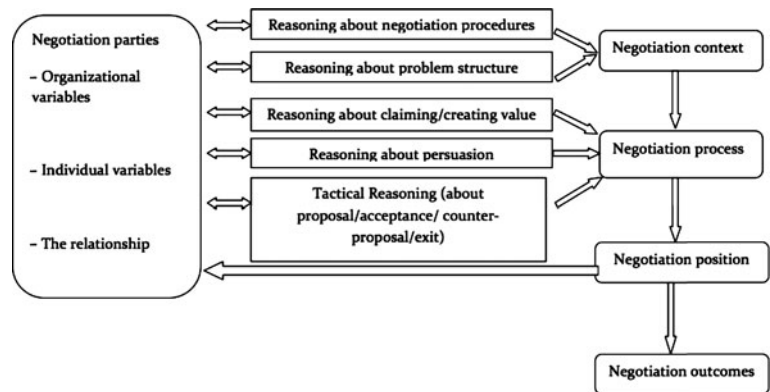 Negotiation parties
– Organizational
variables
– Individual variables
– The relationship
Reasoning about negotiation procedures
Reasoning about problem structure
Reasoning about claiming/creating value
Reasoning about persuasion
Tactical Reasoning (about
proposal/acceptance/ counter-
proposal/exit)
Negotiation context
Negotiation process
Negotiation position
Negotiation outcomes